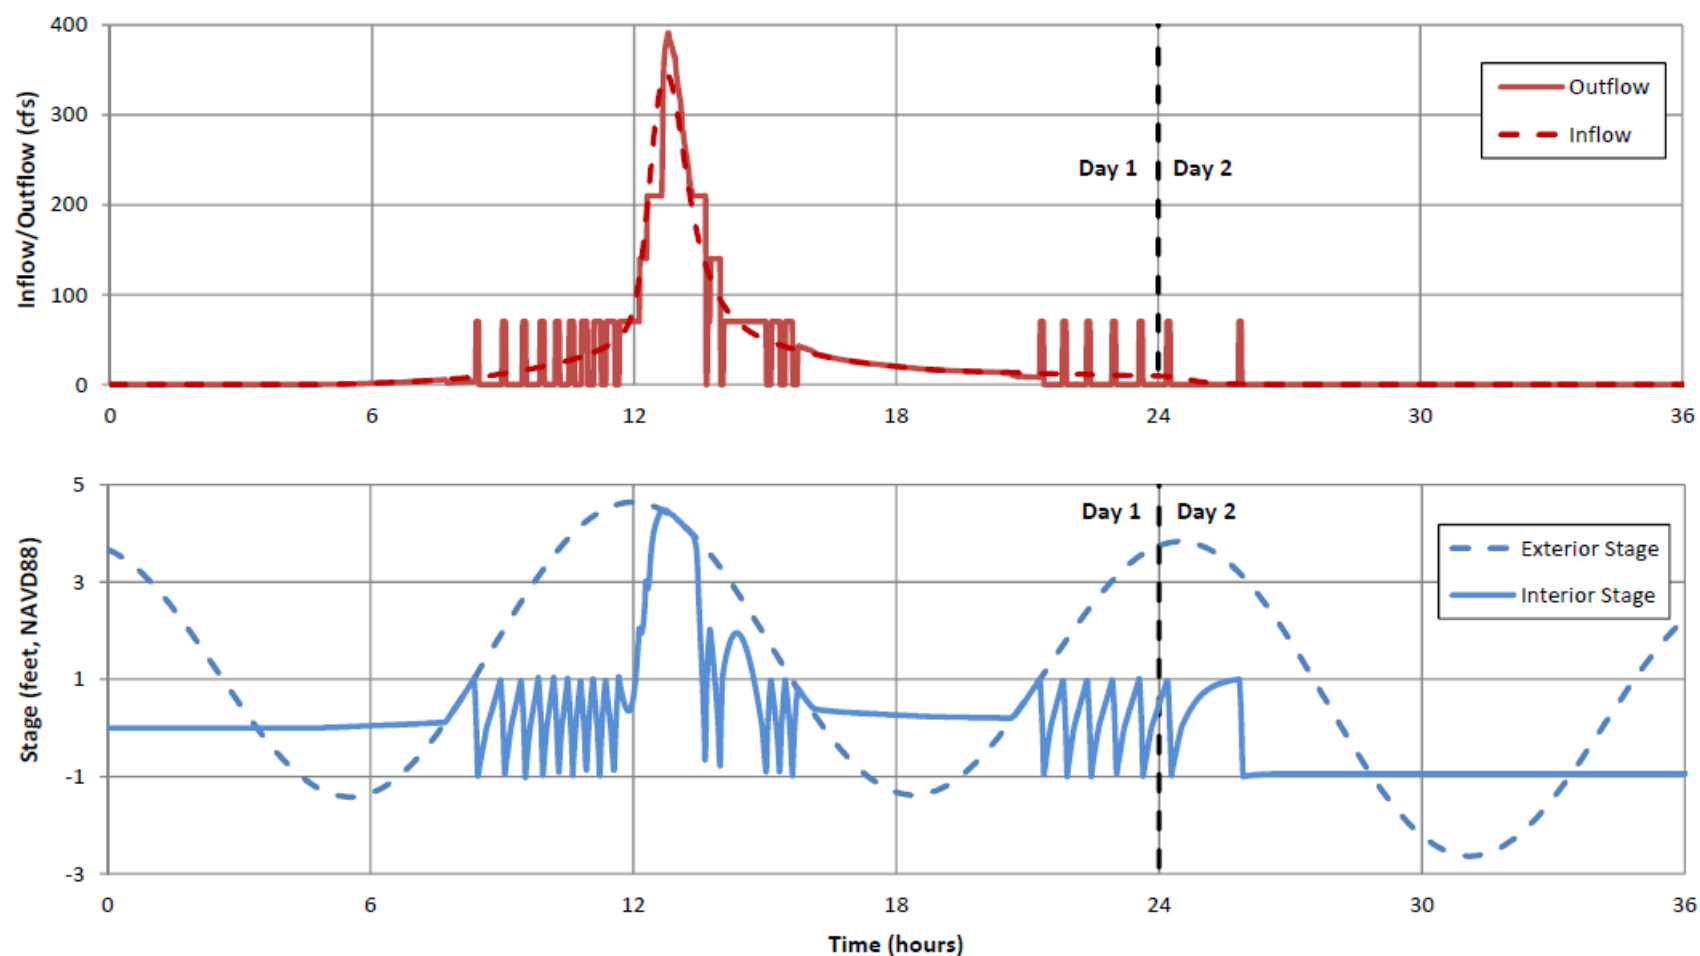 400
300
200
100
0
Inflow/Outflow (cfs)
Outflow
Inflow
Day 1 Day 2
0 6 12 18 24 30 36
5
3
1
-1
-3
Stage (feet, NAVD88)
Day 1 Day 2
Exterior Stage
Interior Stage
0 6 12 18 24 30 36
Time (hours)